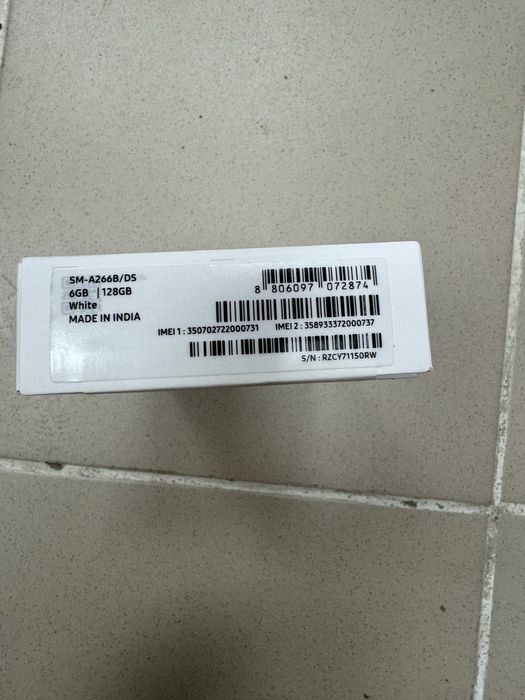 SM-A266B/DS
6GB | 128GB
White
MADE IN INDIA
8 806097 072874
IMEI 1 : 350702722000731 IMEI 2 : 358933372000737
S/N : RZCY71150RW